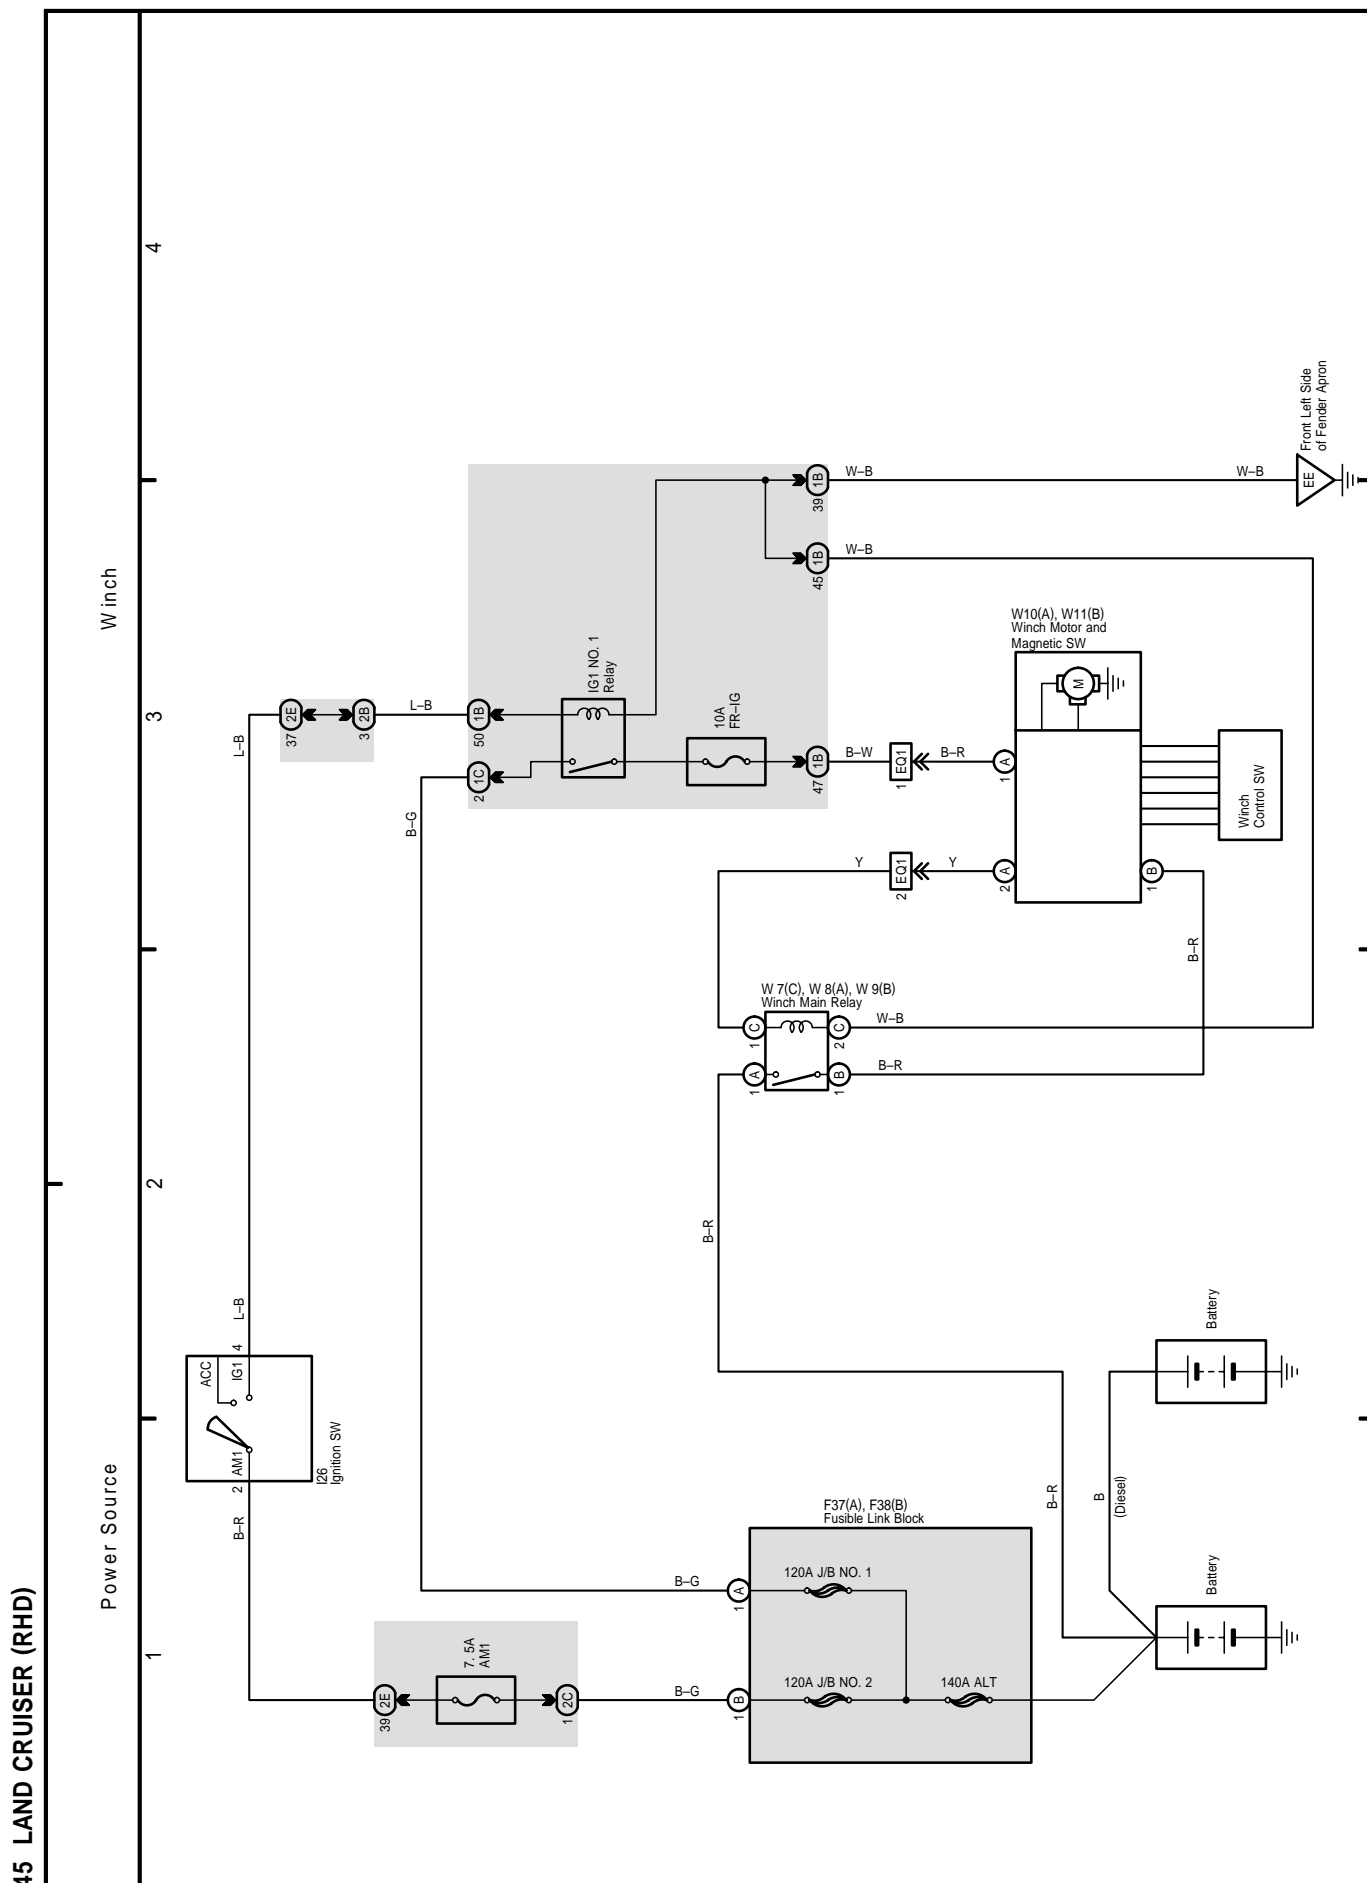 45 LAND CRUISER (RHD)
Power Source
Winch
1
2
3
4
B–R
2 AM1
ACC
IG1 4
I26
Ignition SW
L–B
L–B
37 2E
3 2B
L–B
50 1B
2 1C
B–G
IG1 NO. 1
Relay
10A
FR–IG
39 1B
W–B
W–B
EE
Front Left Side
of Fender Apron
45 1B
W–B
47 1B
B–W
1 EQ1
B–R
1 A
W10(A), W11(B)
Winch Motor and
Magnetic SW
M
Winch
Control SW
Y
2 EQ1
Y
2 A
1 B
B–R
W 7(C), W 8(A), W 9(B)
Winch Main Relay
1 C
2 C
W–B
1 A
1 B
B–R
B–R
B–R
39 2E
7. 5A
AM1
1 2C
B–G
B–G
1 A
1 B
F37(A), F38(B)
Fusible Link Block
120A J/B NO. 1
120A J/B NO. 2
140A ALT
B
(Diesel)
Battery
Battery